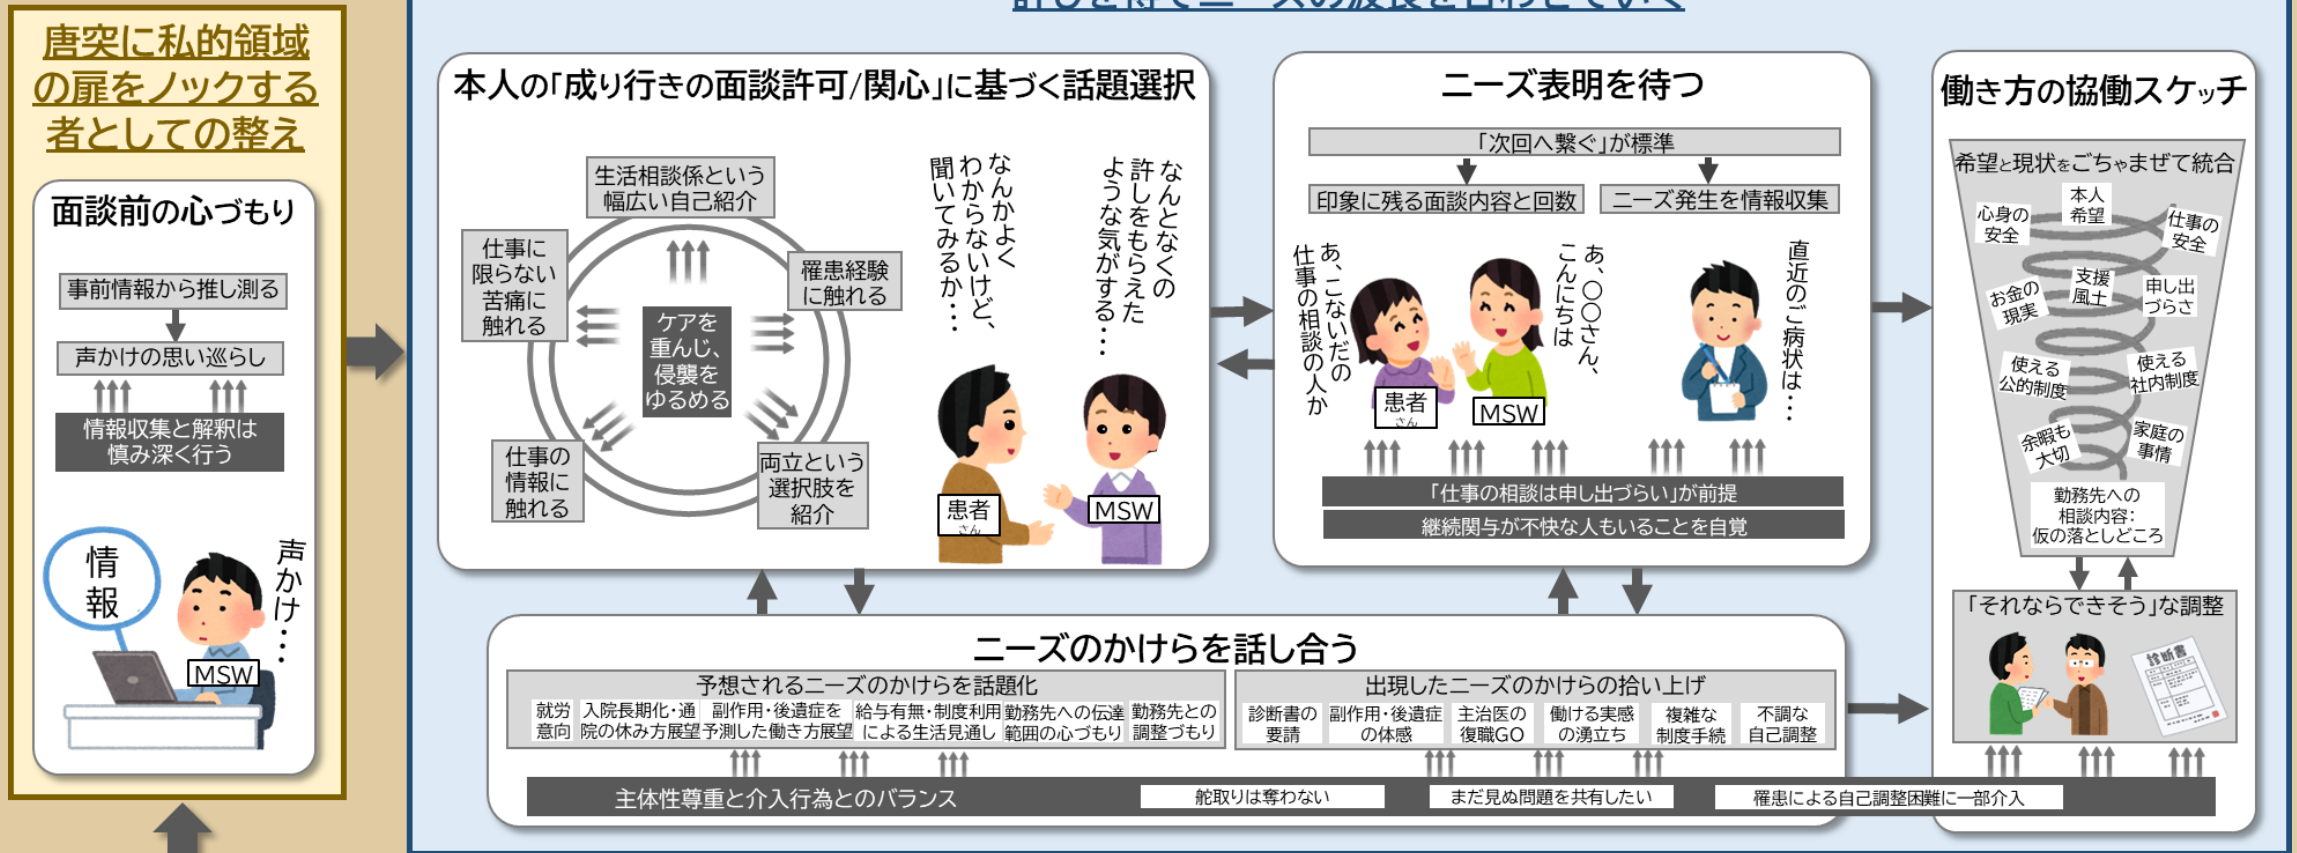 唐突に私的領域
の扉をノックする
者としての整え
面談前の心づもり
事前情報から推し測る
声かけの思い巡らし
情報収集と解釈は
慎み深く行う
情
報
声かけ…
MSW
許しを得てニーズの波長を合わせていく
本人の「成り行きの面談許可/関心」に基づく話題選択
生活相談係という
幅広い自己紹介
仕事に
限らない
苦痛に
触れる
罹患経験
に触れる
ケアを
重んじ、
侵襲を
ゆるめる
仕事の
情報に
触れる
両立という
選択肢を
紹介
なんかよく
わからないけど、
聞いてみるか…
なんとなくの
許しをもらえた
ような気がする…
患者
さん
MSW
ニーズ表明を待つ
「次回へ繋ぐ」が標準
印象に残る面談内容と回数
ニーズ発生を情報収集
あ、こないだの
仕事の相談の人か
あ、〇〇さん、
こんにちは
直近のご病状は…
患者
さん
MSW
「仕事の相談は申し出づらい」が前提
継続関与が不快な人もいることを自覚
ニーズのかけらを話し合う
予想されるニーズのかけらを話題化
就労
意向
入院長期化・通
院の休み方展望
副作用・後遺症を
予測した働き方展望
給与有無・制度利用
による生活見通し
勤務先への伝達
範囲の心づもり
勤務先との
調整づもり
出現したニーズのかけらの拾い上げ
診断書の
要請
副作用・後遺症
の体感
主治医の
復職GO
働ける実感
の湧立ち
複雑な
制度手続
不調な
自己調整
主体性尊重と介入行為とのバランス
舵取りは奪わない
まだ見ぬ問題を共有したい
罹患による自己調整困難に一部介入
働き方の協働スケッチ
希望と現状をごちゃまぜて統合
本人
希望
心身の
安全
仕事の
安全
支援
風土
お金の
現実
申し出
づらさ
使える
公的制度
使える
社内制度
余暇も
大切
家庭の
事情
勤務先への
相談内容：
仮の落としどころ
「それならできそう」な調整
診断書